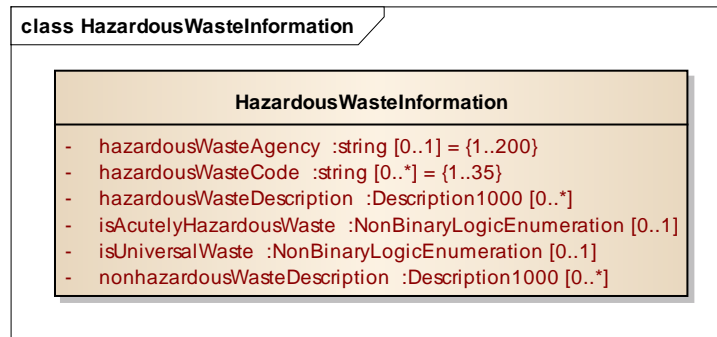 class HazardousWasteInformation
HazardousWasteInformation
- hazardousWasteAgency :string [0..1] = {1..200}
- hazardousWasteCode :string [0..*] = {1..35}
- hazardousWasteDescription :Description1000 [0..*]
- isAcutelyHazardousWaste :NonBinaryLogicEnumeration [0..1]
- isUniversalWaste :NonBinaryLogicEnumeration [0..1]
- nonhazardousWasteDescription :Description1000 [0..*]